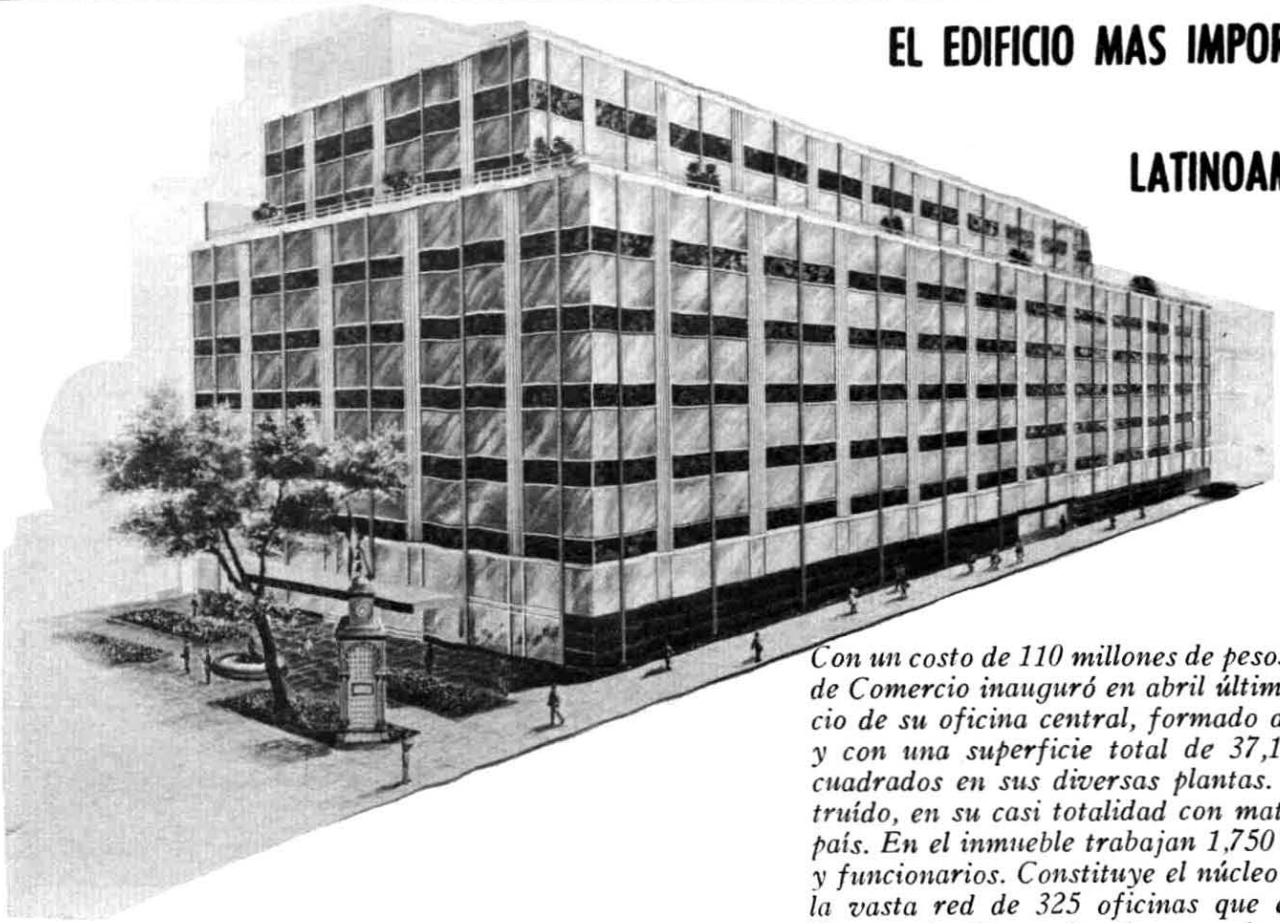 EL EDIFICIO MAS IMPOR
LATINOAM
Con un costo de 110 millones de pesos
de Comercio inauguró en abril últim
cio de su oficina central, formado d
y con una superficie total de 37,1
cuadrados en sus diversas plantas.
truído, en su casi totalidad con mat
país. En el inmueble trabajan 1,750
y funcionarios. Constituye el núcleo
la vasta red de 325 oficinas que